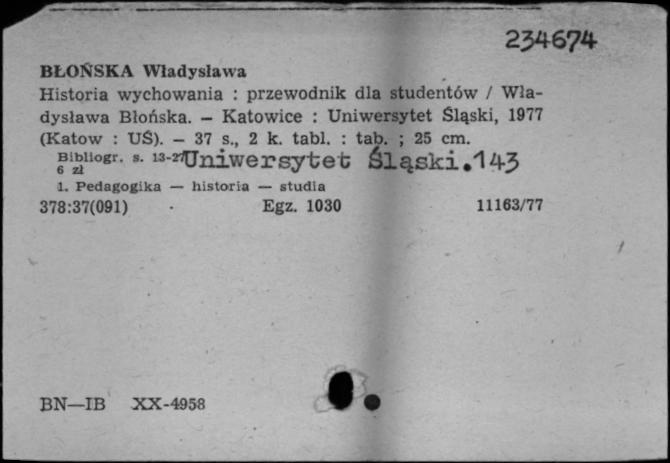 234674
BŁOŃSKA Władysława
Historia wychowania : przewodnik dla studentów / Wła-
dysława Błońska. — Katowice : Uniwersytet Śląski, 1977
(Katow : UŚ). — 37 s., 2 k. tabl. : tab. ; 25 cm.
Bibliogr. s. 13-27 Uniwersytet Śląski.143
6 zł
1. Pedagogika — historia — studia
378:37(091) Egz. 1030 11163/77
BN—IB XX-4958